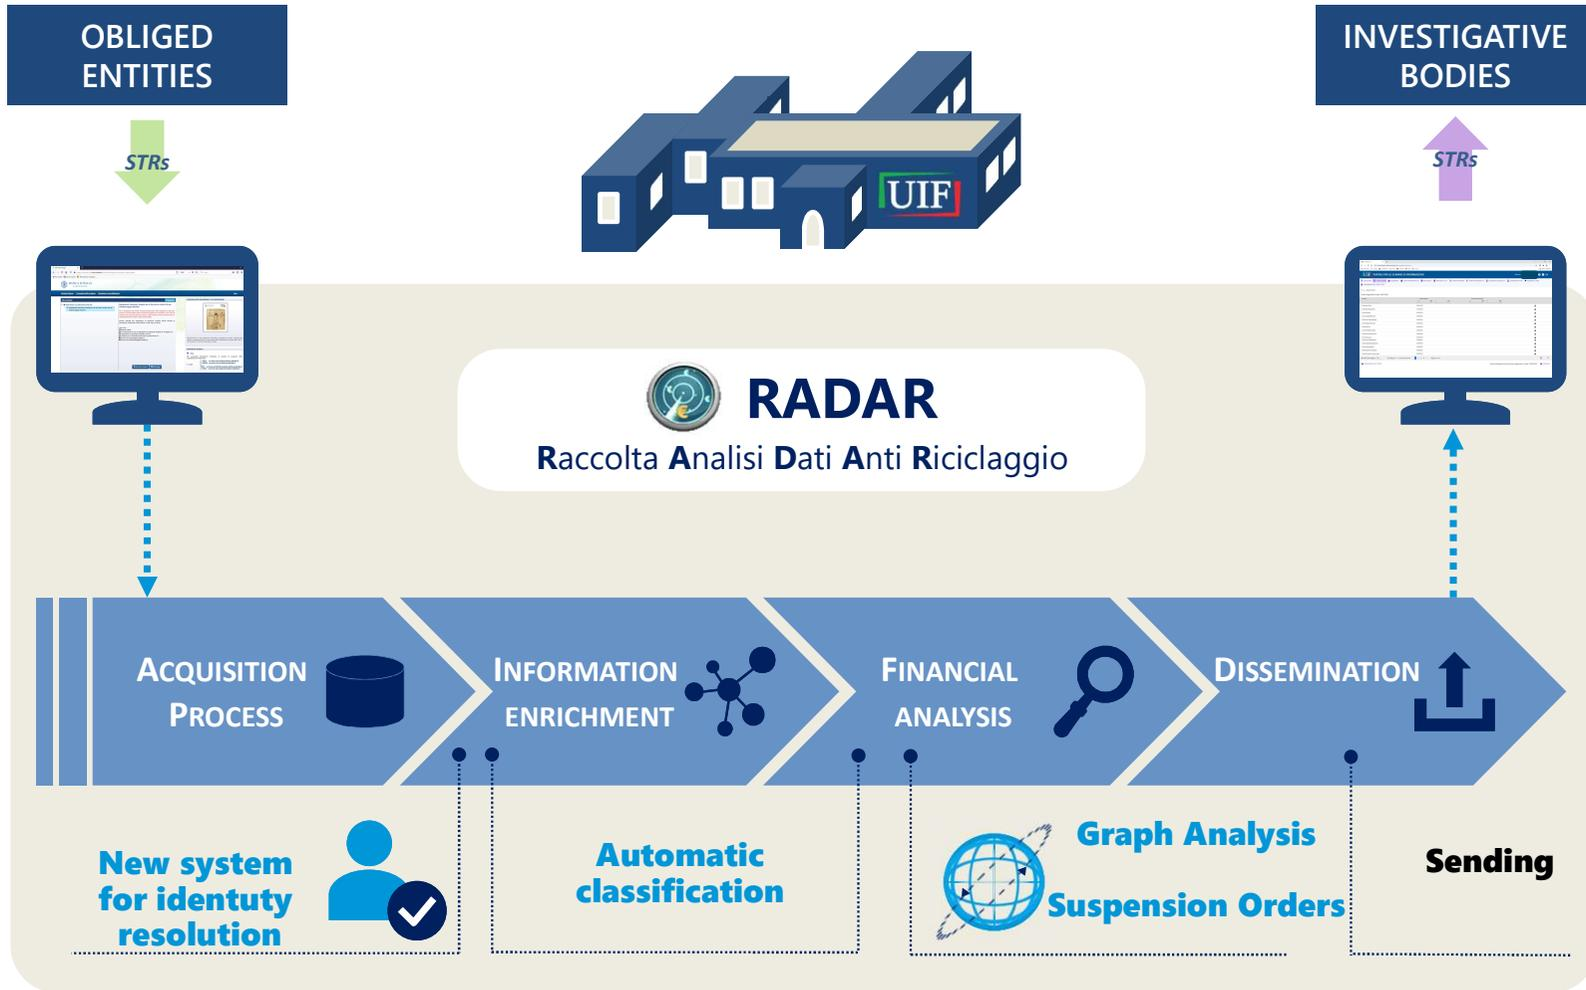 OBLIGED
ENTITIES
INVESTIGATIVE
BODIES
STRs
STRs
UIF
RADAR
Raccolta Analisi Dati Anti Riciclaggio
ACQUISITION
PROCESS
INFORMATION
ENRICHMENT
FINANCIAL
ANALYSIS
DISSEMINATION
New system
for identuty
resolution
Automatic
classification
Graph Analysis
Suspension Orders
Sending